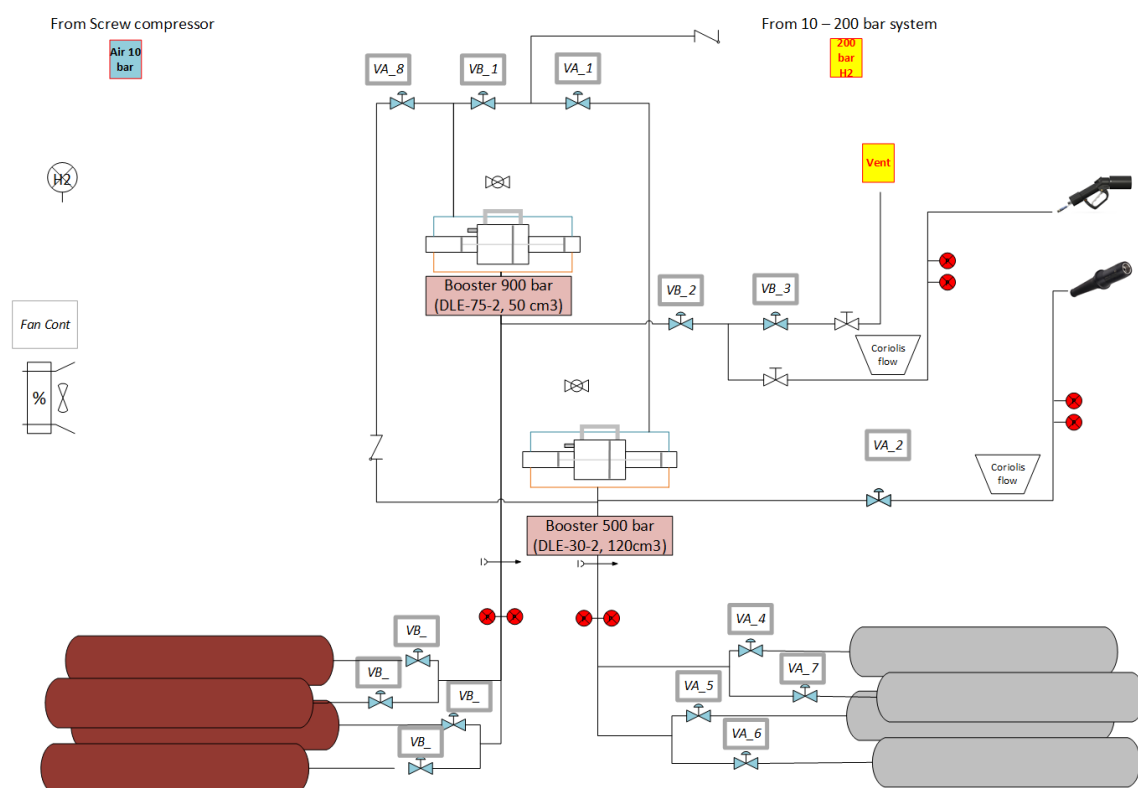 From Screw compressor
From 10 – 200 bar system
Air 10
bar
200
bar
H2
VA_8
VB_1
VA_1
H2
Vent
Booster 900 bar
(DLE-75-2, 50 cm3)
VB_2
VB_3
Fan Cont
Coriolis
flow
%
VA_2
Coriolis
flow
Booster 500 bar
(DLE-30-2, 120cm3)
VB_
VA_4
VB_
VA_7
VB_
VA_5
VB_
VA_6